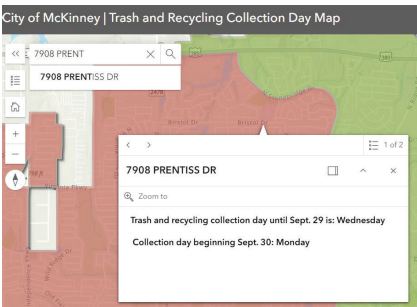 City of McKinney | Trash and Recycling Collection Day Map
7908 PRENT
7908 PRENTISS DR
Bristol Dr
Bristol Dr
1 of 2
7908 PRENTISS DR
Zoom to
Trash and recycling collection day until Sept. 29 is: Wednesday
Collection day beginning Sept. 30: Monday